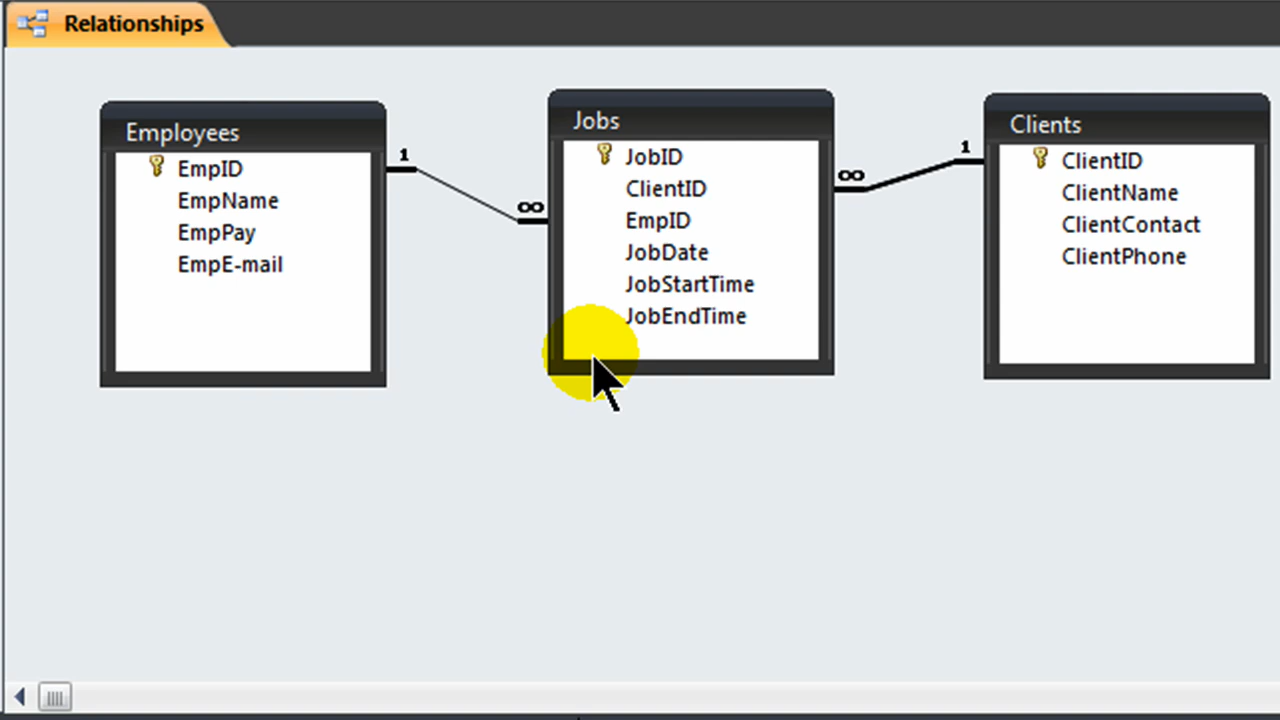 Relationships
Employees
EmpID
EmpName
EmpPay
EmpE-mail
1
∞
Jobs
JobID
ClientID
EmpID
JobDate
JobStartTime
JobEndTime
∞
1
Clients
ClientID
ClientName
ClientContact
ClientPhone